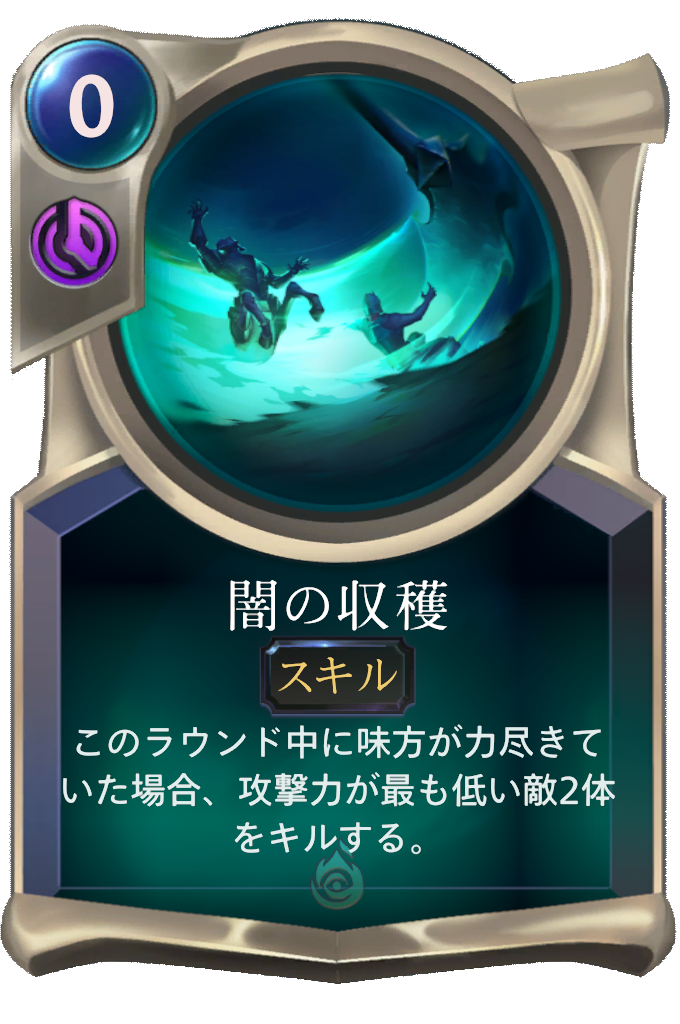 0
闇の収穫
スキル
このラウンド中に味方が力尽きて
いた場合、攻撃力が最も低い敵2体
をキルする。